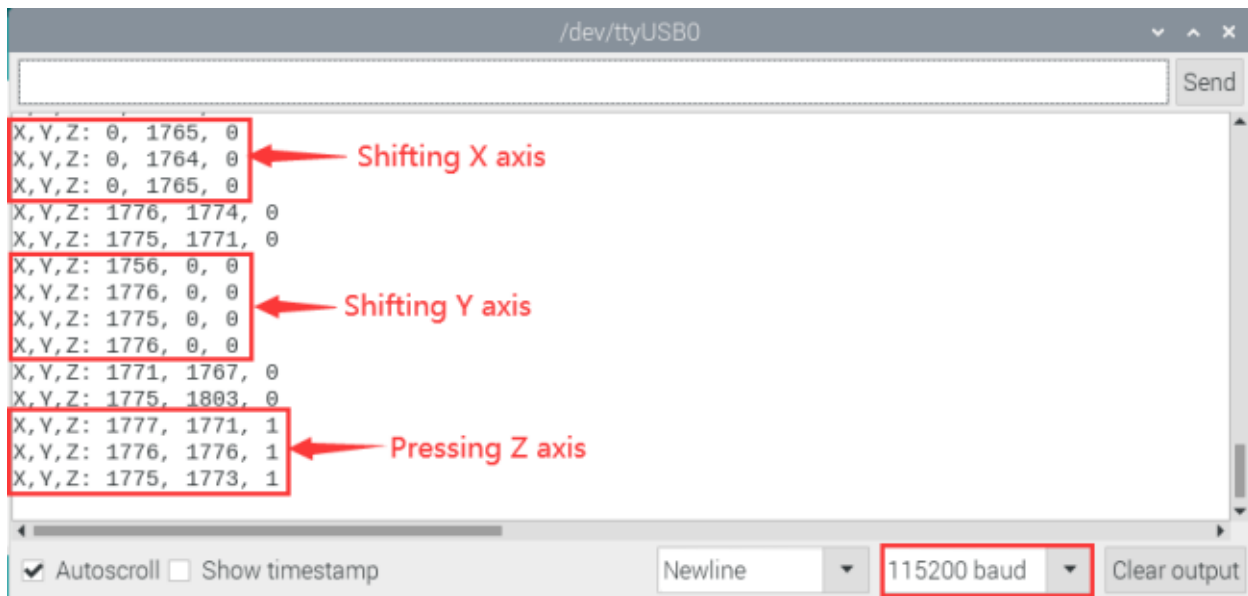 /dev/ttyUSB0
Send
X,Y,Z: 0, 1765, 0
X,Y,Z: 0, 1764, 0
Shifting X axis
X,Y,Z: 0, 1765, 0
X,Y,Z: 1776, 1774, 0
X,Y,Z: 1775, 1771, 0
X,Y,Z: 1756, 0, 0
X,Y,Z: 1776, 0, 0
Shifting Y axis
X,Y,Z: 1775, 0, 0
X,Y,Z: 1776, 0, 0
X,Y,Z: 1771, 1767, 0
X,Y,Z: 1775, 1803, 0
X,Y,Z: 1777, 1771, 1
X,Y,Z: 1776, 1776, 1
Pressing Z axis
X,Y,Z: 1775, 1773, 1
Autoscroll Show timestamp Newline 115200 baud Clear output